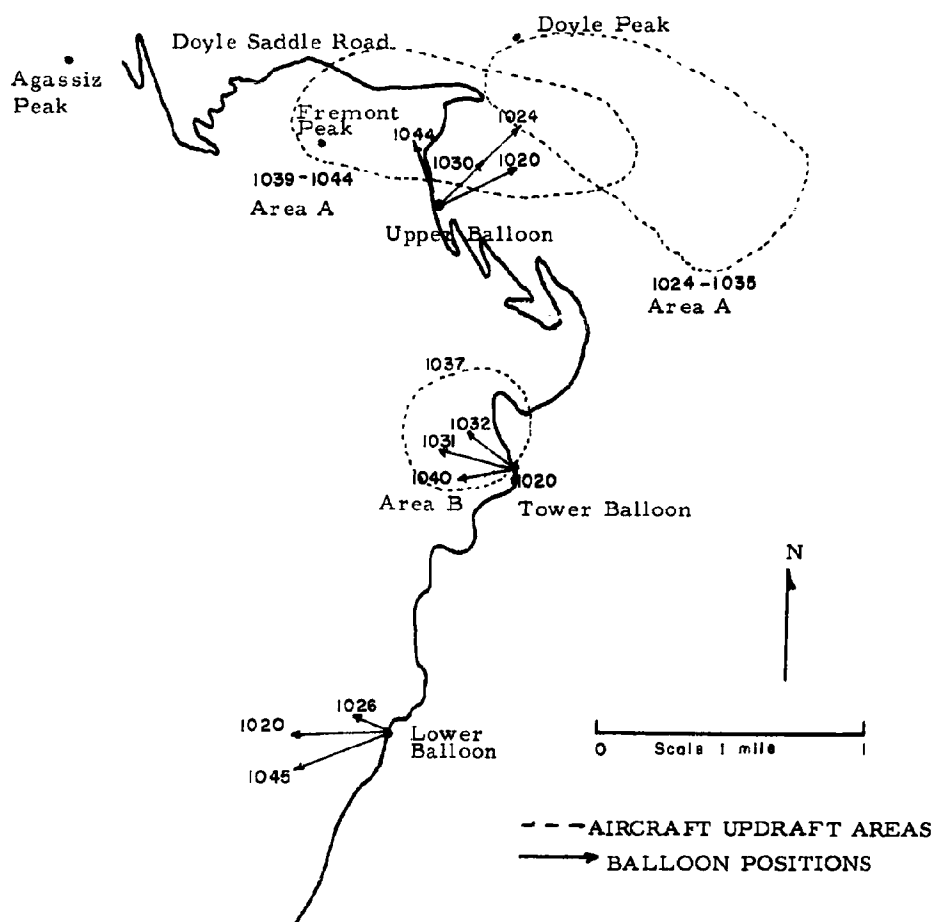 Doyle Peak
Doyle Saddle Road
Agassiz
Peak
Fremont
Peak
1024
1044
1030
1020
1039-1044
Area A
Upper Balloon
1024-1035
Area A
1037
1032
1031
1040
1020
Area B
Tower Balloon
N
1026
1020
Lower
Balloon
1045
0
Scale 1 mile
1
AIRCRAFT UPDRAFT AREAS
BALLOON POSITIONS